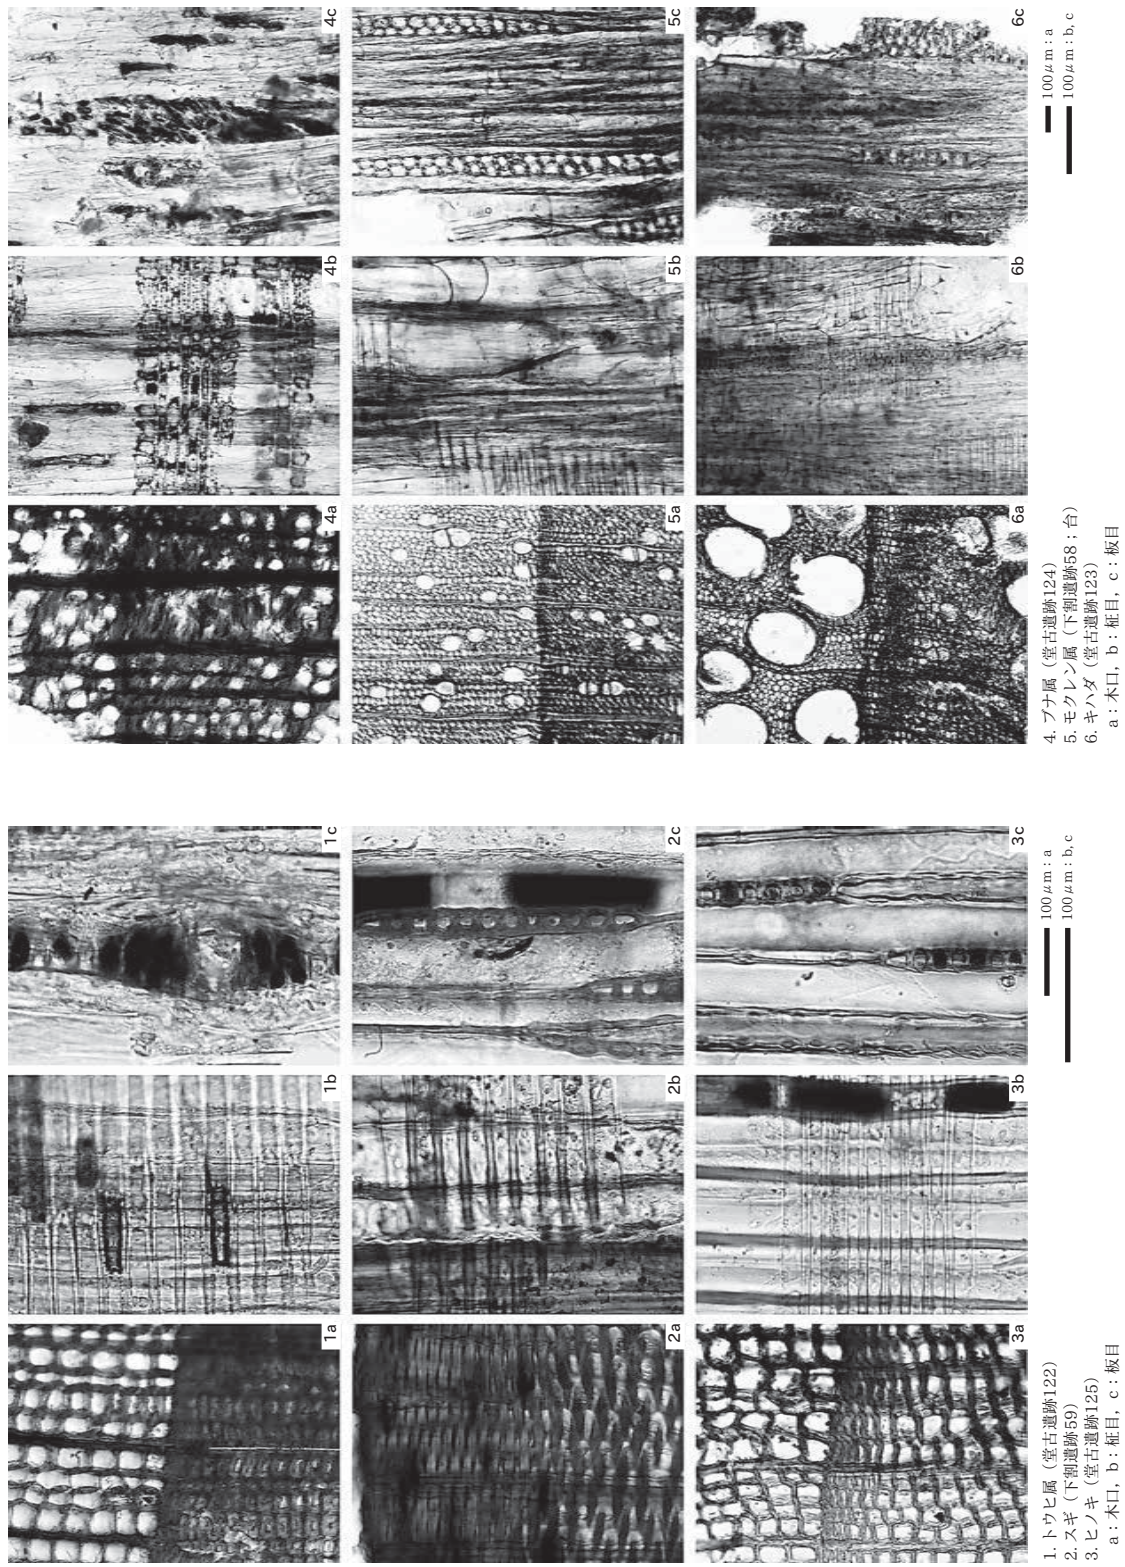 1a
1b
1c
2a
2b
2c
3a
3b
3c
1. トウヒ属（堂古遺跡122）
2. スギ（下割遺跡59）
3. ヒノキ（堂古遺跡125）
a：木口，b：柾目，c：板目
100μm：a
100μm：b, c
4a
4b
4c
5a
5b
5c
6a
6b
6c
4. ブナ属（堂古遺跡124）
5. モクレン属（下割遺跡58；台）
6. キハダ（堂古遺跡123）
a：木口，b：柾目，c：板目
100μm：a
100μm：b, c